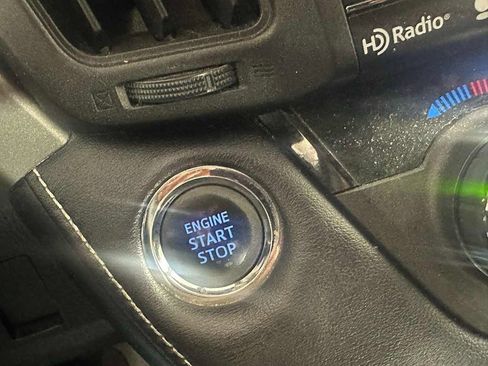 HD Radio®
ENGINE
START
STOP